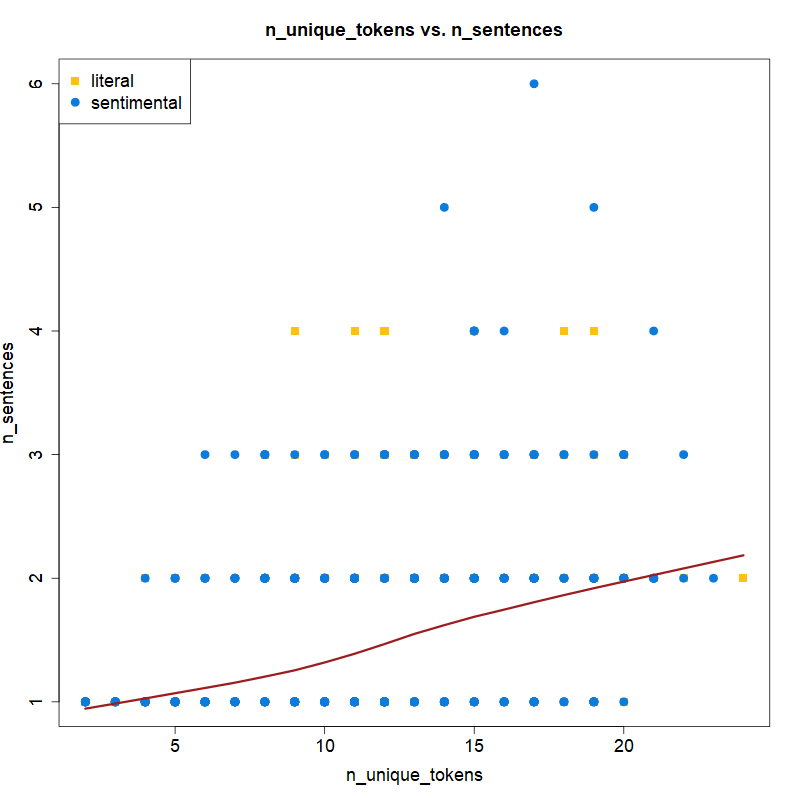 n_unique_tokens vs. n_sentences
literal
sentimental
6
5
4
3
2
1
n_sentences
5
10
15
20
n_unique_tokens